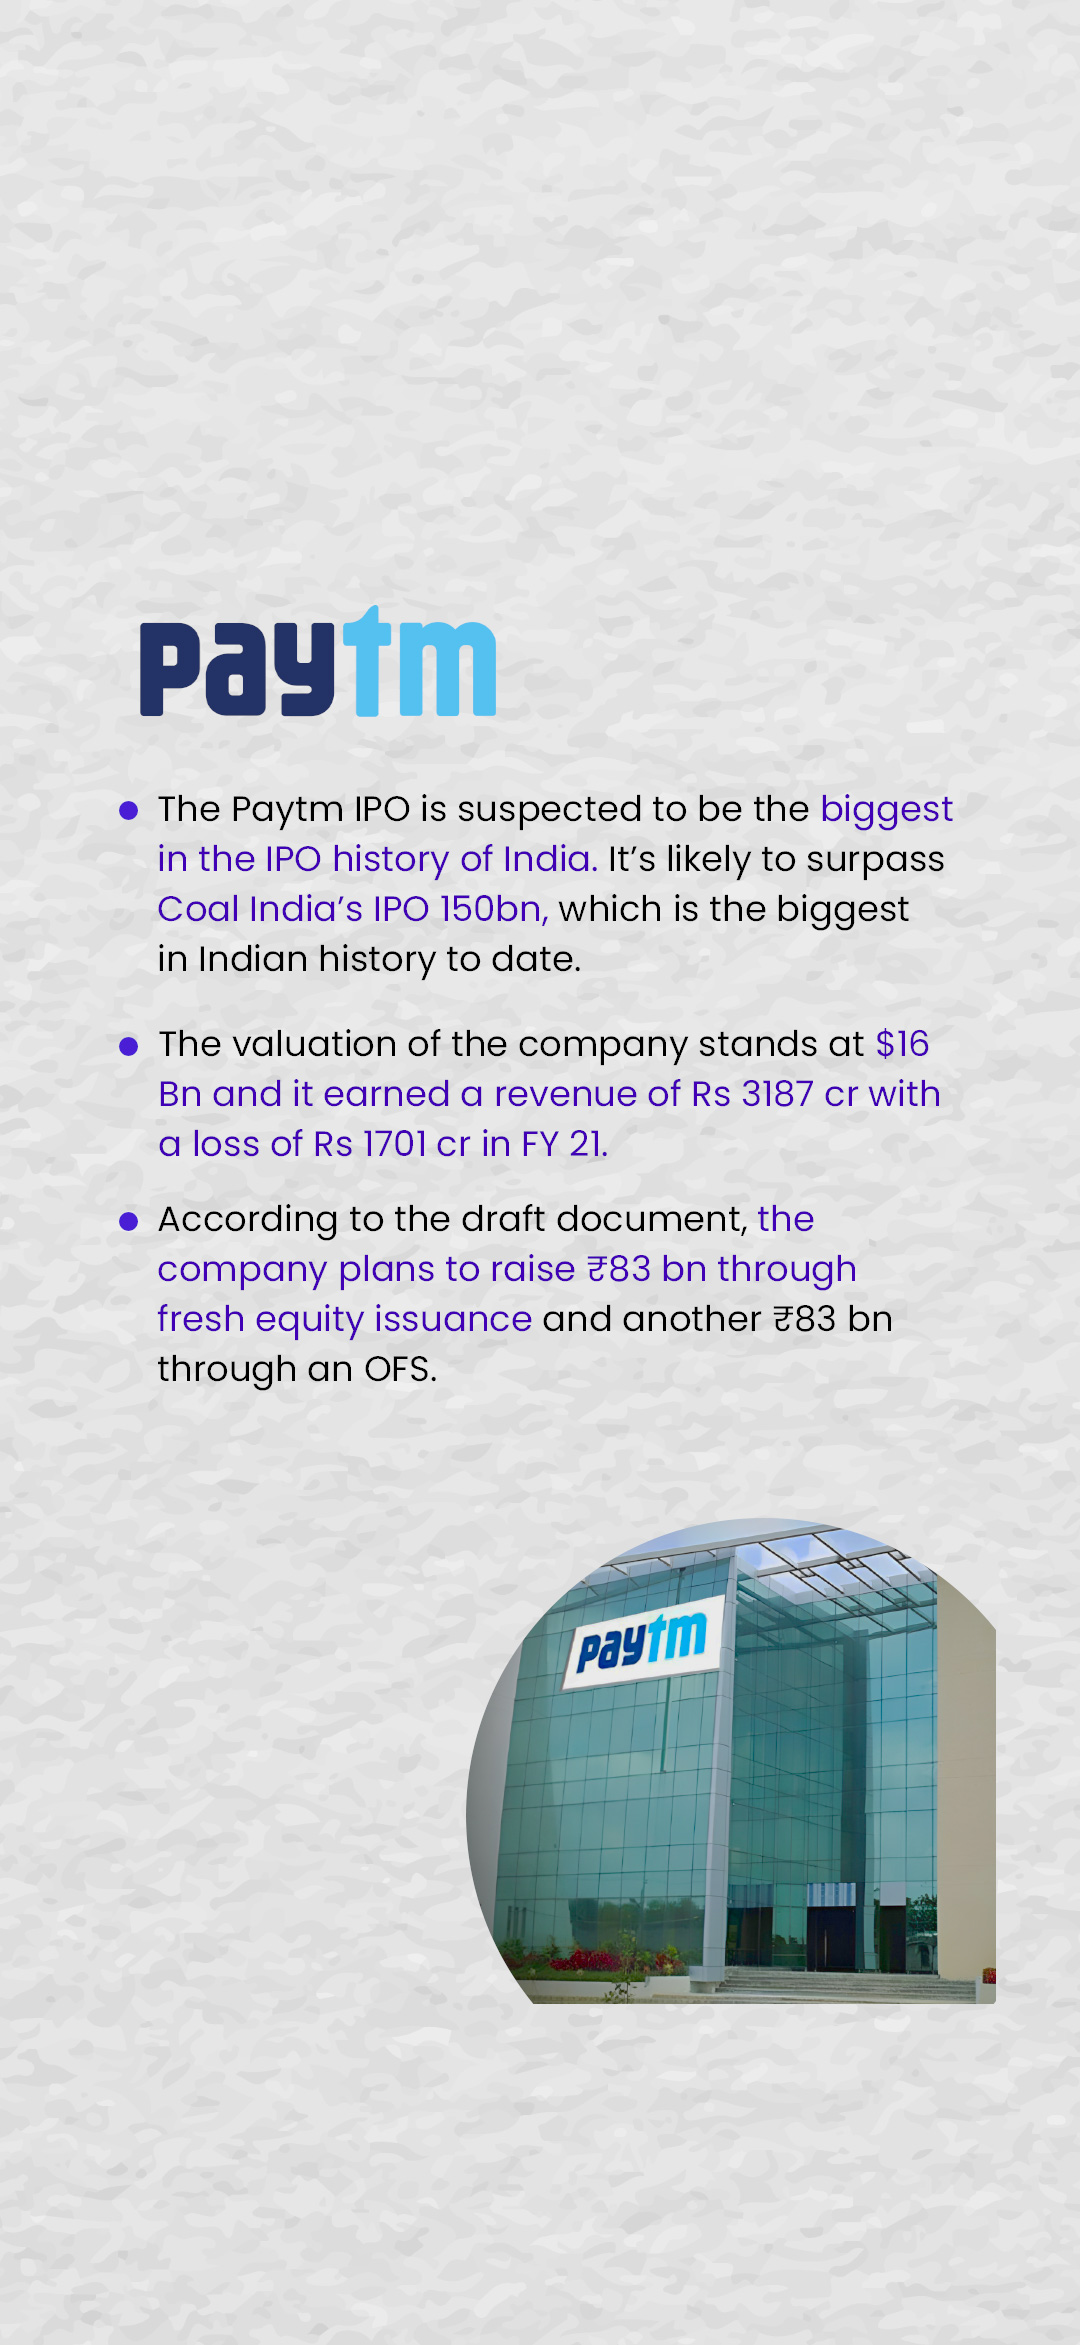 paytm
The Paytm IPO is suspected to be the biggest
in the IPO history of India. It’s likely to surpass
Coal India’s IPO 150bn, which is the biggest
in Indian history to date.
The valuation of the company stands at $16
Bn and it earned a revenue of Rs 3187 cr with
a loss of Rs 1701 cr in FY 21.
According to the draft document, the
company plans to raise ₹83 bn through
fresh equity issuance and another ₹83 bn
through an OFS.
paytm